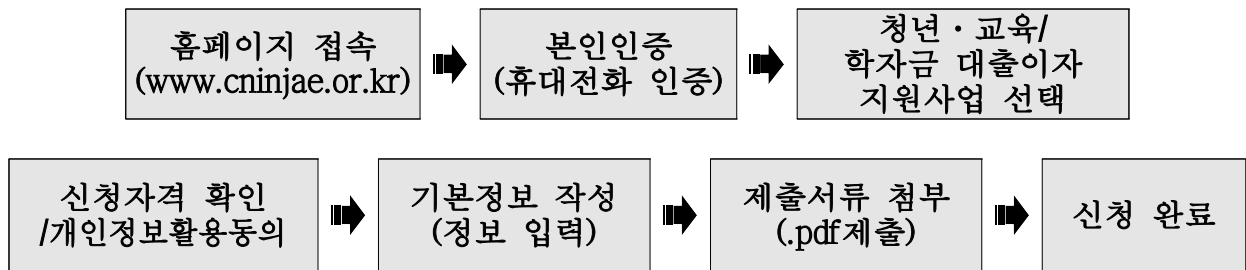 홈페이지 접속
(www.cninjae.or.kr)
본인인증
(휴대전화 인증)
청년・교육/
학자금 대출이자
지원사업 선택
신청자격 확인
/개인정보활용동의
기본정보 작성
(정보 입력)
제출서류 첨부
(.pdf제출)
신청 완료